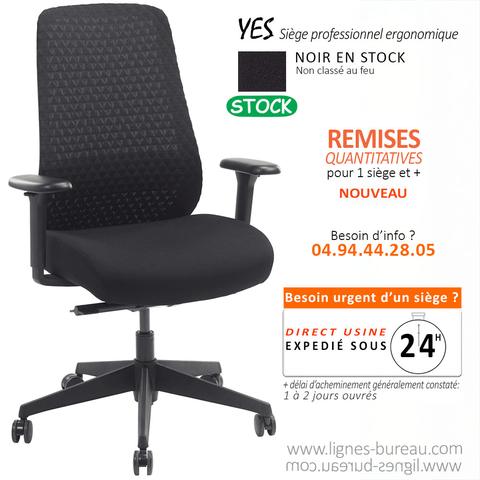 YES Siège professionnel ergonomique
NOIR EN STOCK
Non classé au feu
STOCK
REMISES
QUANTITATIVES
pour 1 siège et +
NOUVEAU
Besoin d'info ?
04.94.44.28.05
Besoin urgent d'un siège ?
DIRECT USINE
EXPEDIÉ SOUS
24H
+ délai d'acheminement généralement constaté:
1 à 2 jours ouvrés
www.lignes-bureau.com
www.lignes-bureau.com